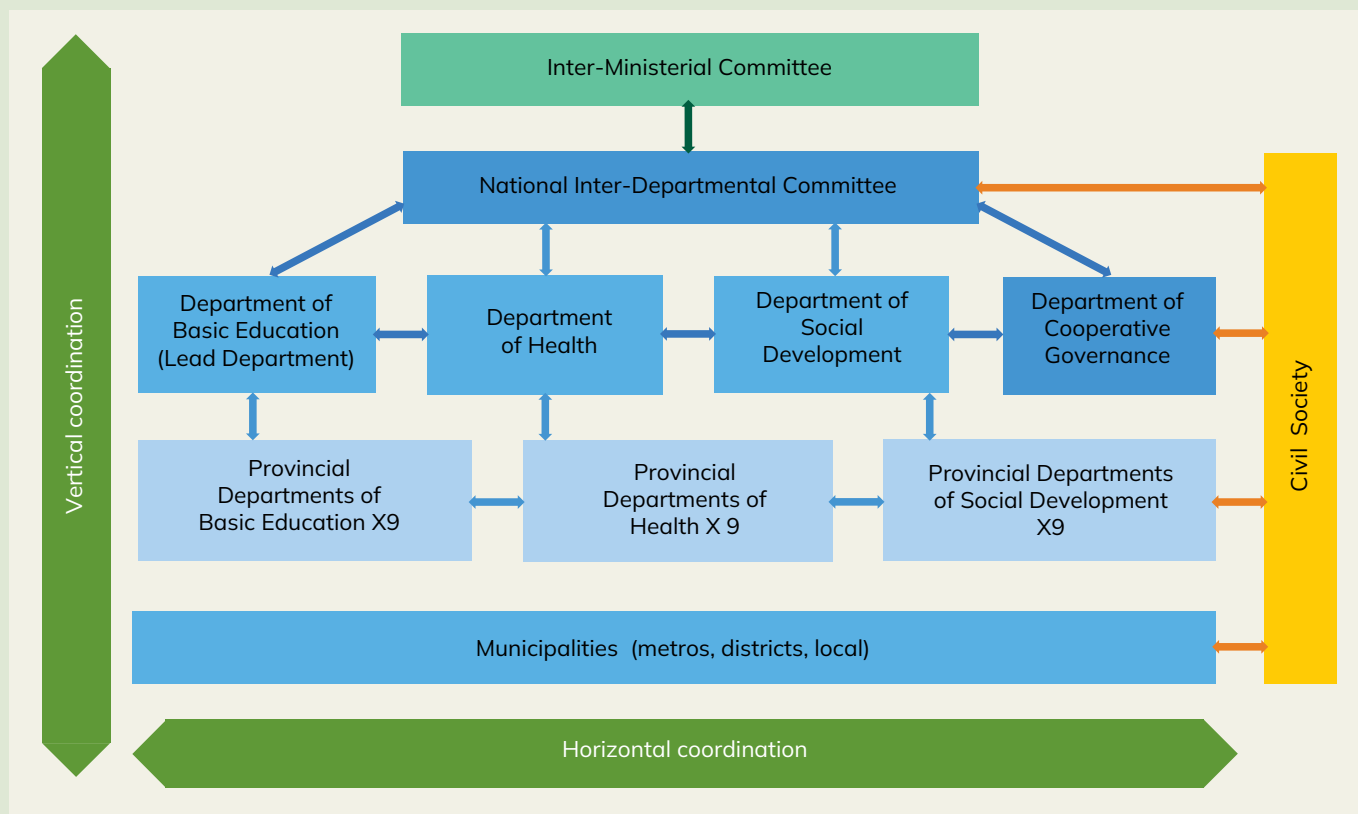 Inter-Ministerial Committee
National Inter-Departmental Committee
Department of
Basic Education
(Lead Department)
Department
of Health
Department of
Social
Development
Department of
Cooperative
Governance
Provincial
Departments of
Basic Education X9
Provincial
Departments of
Health X 9
Provincial Departments
of Social Development
X9
Municipalities (metros, districts, local)
Horizontal coordination
Vertical coordination
Civil Society